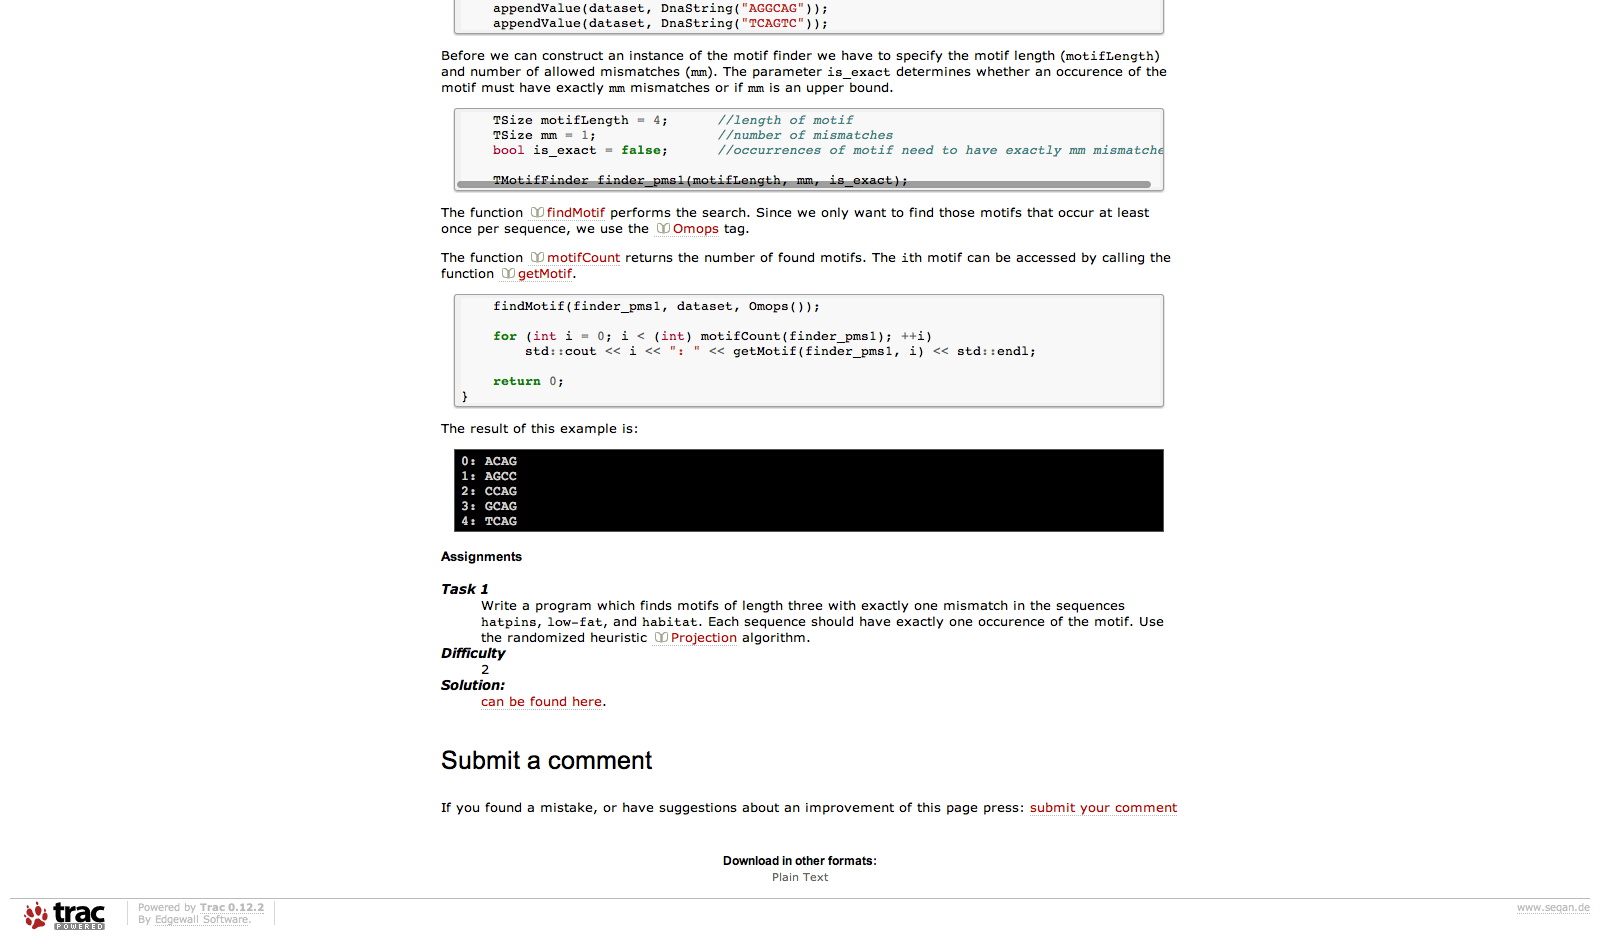 appendValue(dataset, DnaString("AGGCAG"));
appendValue(dataset, DnaString("TCAGTC"));
Before we can construct an instance of the motif finder we have to specify the motif length (motifLength)
and number of allowed mismatches (mm). The parameter is_exact determines whether an occurence of the
motif must have exactly mm mismatches or if mm is an upper bound.
TSize motifLength = 4; //length of motif
TSize mm = 1; //number of mismatches
bool is_exact = false; //occurrences of motif need to have exactly mm mismatche
TMotifFinder finder_pms1(motifLength, mm, is_exact);
The function findMotif performs the search. Since we only want to find those motifs that occur at least
once per sequence, we use the Omops tag.
The function motifCount returns the number of found motifs. The ith motif can be accessed by calling the
function getMotif.
findMotif(finder_pms1, dataset, Omops());
for (int i = 0; i < (int) motifCount(finder_pms1); ++i)
std::cout << i << ": " << getMotif(finder_pms1, i) << std::endl;
return 0;
}
The result of this example is:
0: ACAG
1: AGCC
2: CCAG
3: GCAG
4: TCAG
Assignments
Task 1
Write a program which finds motifs of length three with exactly one mismatch in the sequences
hatpins, low-fat, and habitat. Each sequence should have exactly one occurence of the motif. Use
the randomized heuristic Projection algorithm.
Difficulty
2
Solution:
can be found here.
Submit a comment
If you found a mistake, or have suggestions about an improvement of this page press: submit your comment
Download in other formats:
Plain Text
trac
POWERED
Powered by Trac 0.12.2
By Edgewall Software.
www.seqan.de